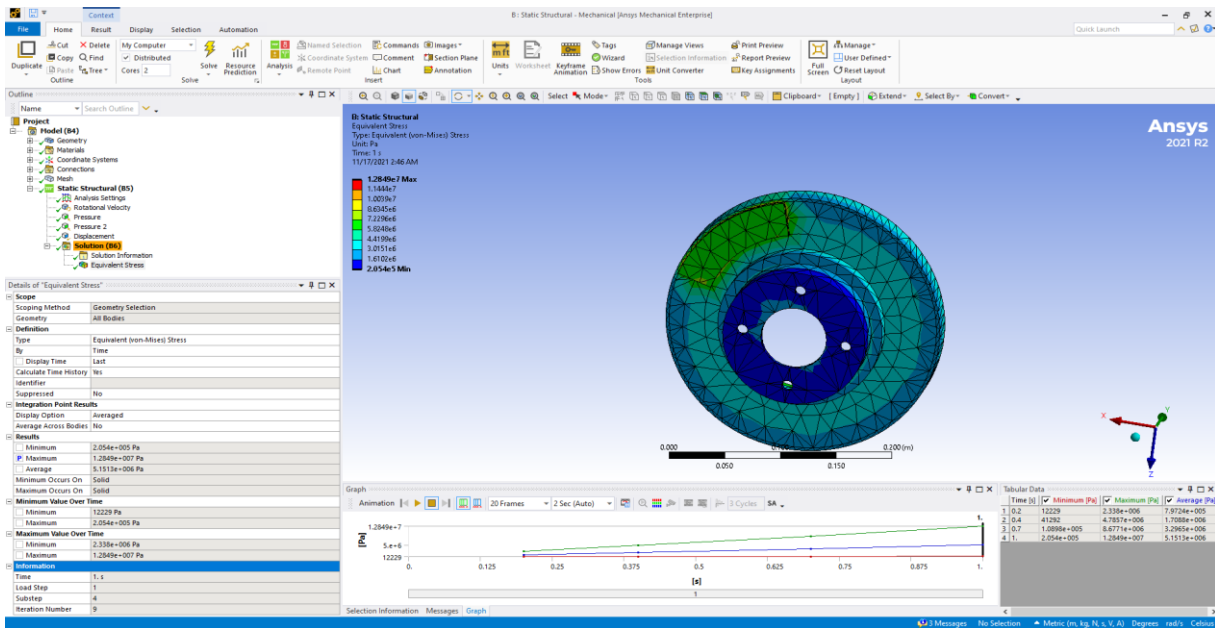 Context
B : Static Structural - Mechanical [Ansys Mechanical Enterprise]
File Home Result Display Selection Automation
Quick Launch
Duplicate Cut Copy Paste Delete Find Tree
Outline
My Computer Distributed Cores 2 Solve Resource Prediction
Solve
Analysis Named Selection Coordinate System Remote Point Commands Comment Chart Images Section Plane Annotation
Insert
Units Worksheet Keyframe Animation Tags Wizard Show Errors Manage Views Selection Information Unit Converter Print Preview Report Preview Key Assignments
Tools
Full Screen Manage User Defined Reset Layout
Layout
Outline
Name Search Outline
Project
Model (B4)
Geometry
Materials
Coordinate Systems
Connections
Mesh
Static Structural (B5)
Analysis Settings
Rotational Velocity
Pressure
Pressure 2
Displacement
Solution (B6)
Solution Information
Equivalent Stress
Details of "Equivalent Stress"
Scope
Scoping Method Geometry Selection
Geometry All Bodies
Definition
Type Equivalent (von-Mises) Stress
By Time
Display Time Last
Calculate Time History Yes
Identifier
Suppressed No
Integration Point Results
Display Option Averaged
Average Across Bodies No
Results
Minimum 2.054e+005 Pa
P Maximum 1.2849e+007 Pa
Average 5.1513e+006 Pa
Minimum Occurs On Solid
Maximum Occurs On Solid
Minimum Value Over Time
Minimum 12229 Pa
Maximum 2.054e+005 Pa
Maximum Value Over Time
Minimum 2.338e+006 Pa
Maximum 1.2849e+007 Pa
Information
Time 1. s
Load Step 1
Substep 4
Iteration Number 9
Select Mode Clipboard [ Empty ] Extend Select By Convert
B: Static Structural
Equivalent Stress
Type: Equivalent (von-Mises) Stress
Unit: Pa
Time: 1 s
11/17/2021 2:46 AM
1.2849e7 Max
1.1444e7
1.0039e7
8.6345e6
7.2296e6
5.8248e6
4.4199e6
3.0151e6
1.6102e6
2.054e5 Min
Ansys
2021 R2
0.000 0.200 (m)
0.050 0.150
X Y Z
Graph
Animation 20 Frames 2 Sec (Auto) 3 Cycles SA
1.
1.2849e+7
5.e+6
12229
[Pa]
0. 0.125 0.25 0.375 0.5 0.625 0.75 0.875 1.
[s]
1
Selection Information Messages Graph
Tabular Data
Time [s] Minimum [Pa] Maximum [Pa] Average [Pa]
1 0.2 12229 2.338e+006 7.9724e+005
2 0.4 41292 4.7857e+006 1.7088e+006
3 0.7 1.0898e+005 8.6771e+006 3.2965e+006
4 1. 2.054e+005 1.2849e+007 5.1513e+006
3 Messages No Selection Metric (m, kg, N, s, V, A) Degrees rad/s Celsius